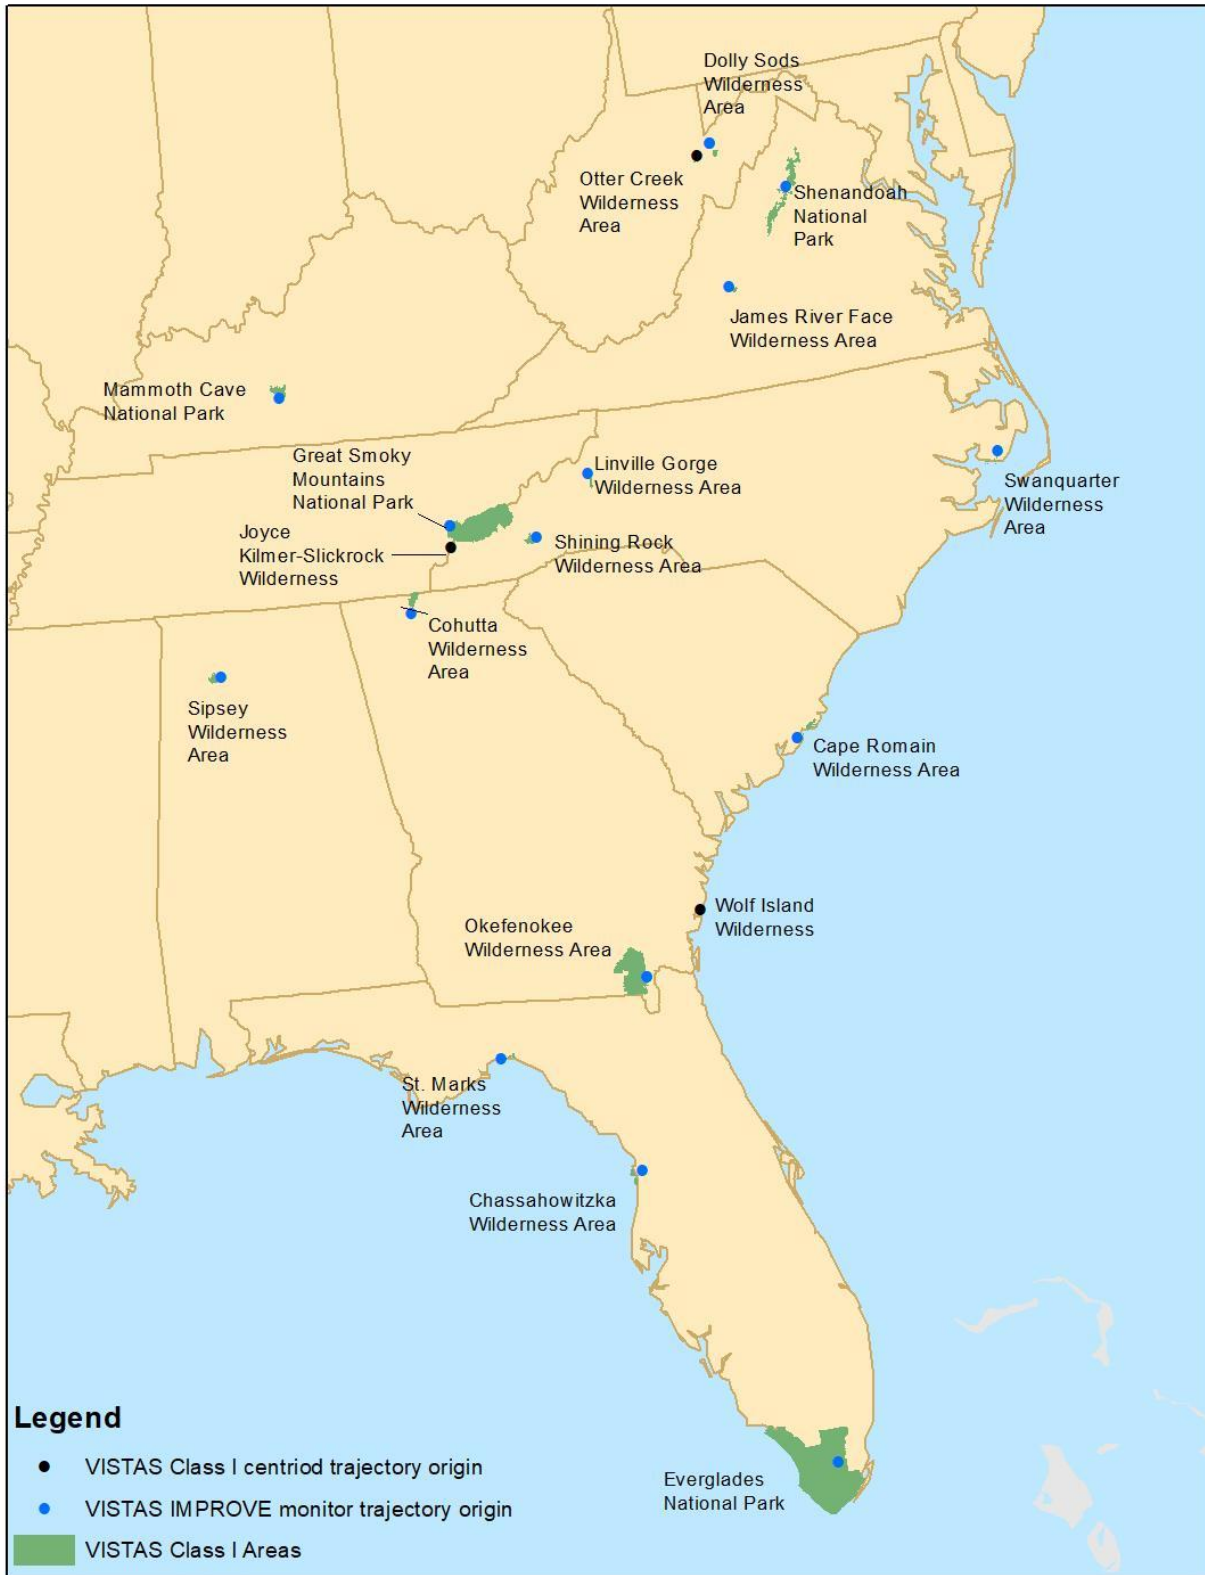 Dolly Sods
Wilderness
Area
Otter Creek
Wilderness
Area
Shenandoah
National
Park
James River Face
Wilderness Area
Mammoth Cave
National Park
Great Smoky
Mountains
National Park
Linville Gorge
Wilderness Area
Swanquarter
Wilderness
Area
Joyce
Kilmer-Slickrock
Wilderness
Shining Rock
Wilderness Area
Cohutta
Wilderness
Area
Sipsey
Wilderness
Area
Cape Romain
Wilderness Area
Wolf Island
Wilderness
Okefenokee
Wilderness Area
St. Marks
Wilderness
Area
Chassahowitzka
Wilderness Area
Everglades
National Park
Legend
VISTAS Class I centriod trajectory origin
VISTAS IMPROVE monitor trajectory origin
VISTAS Class I Areas